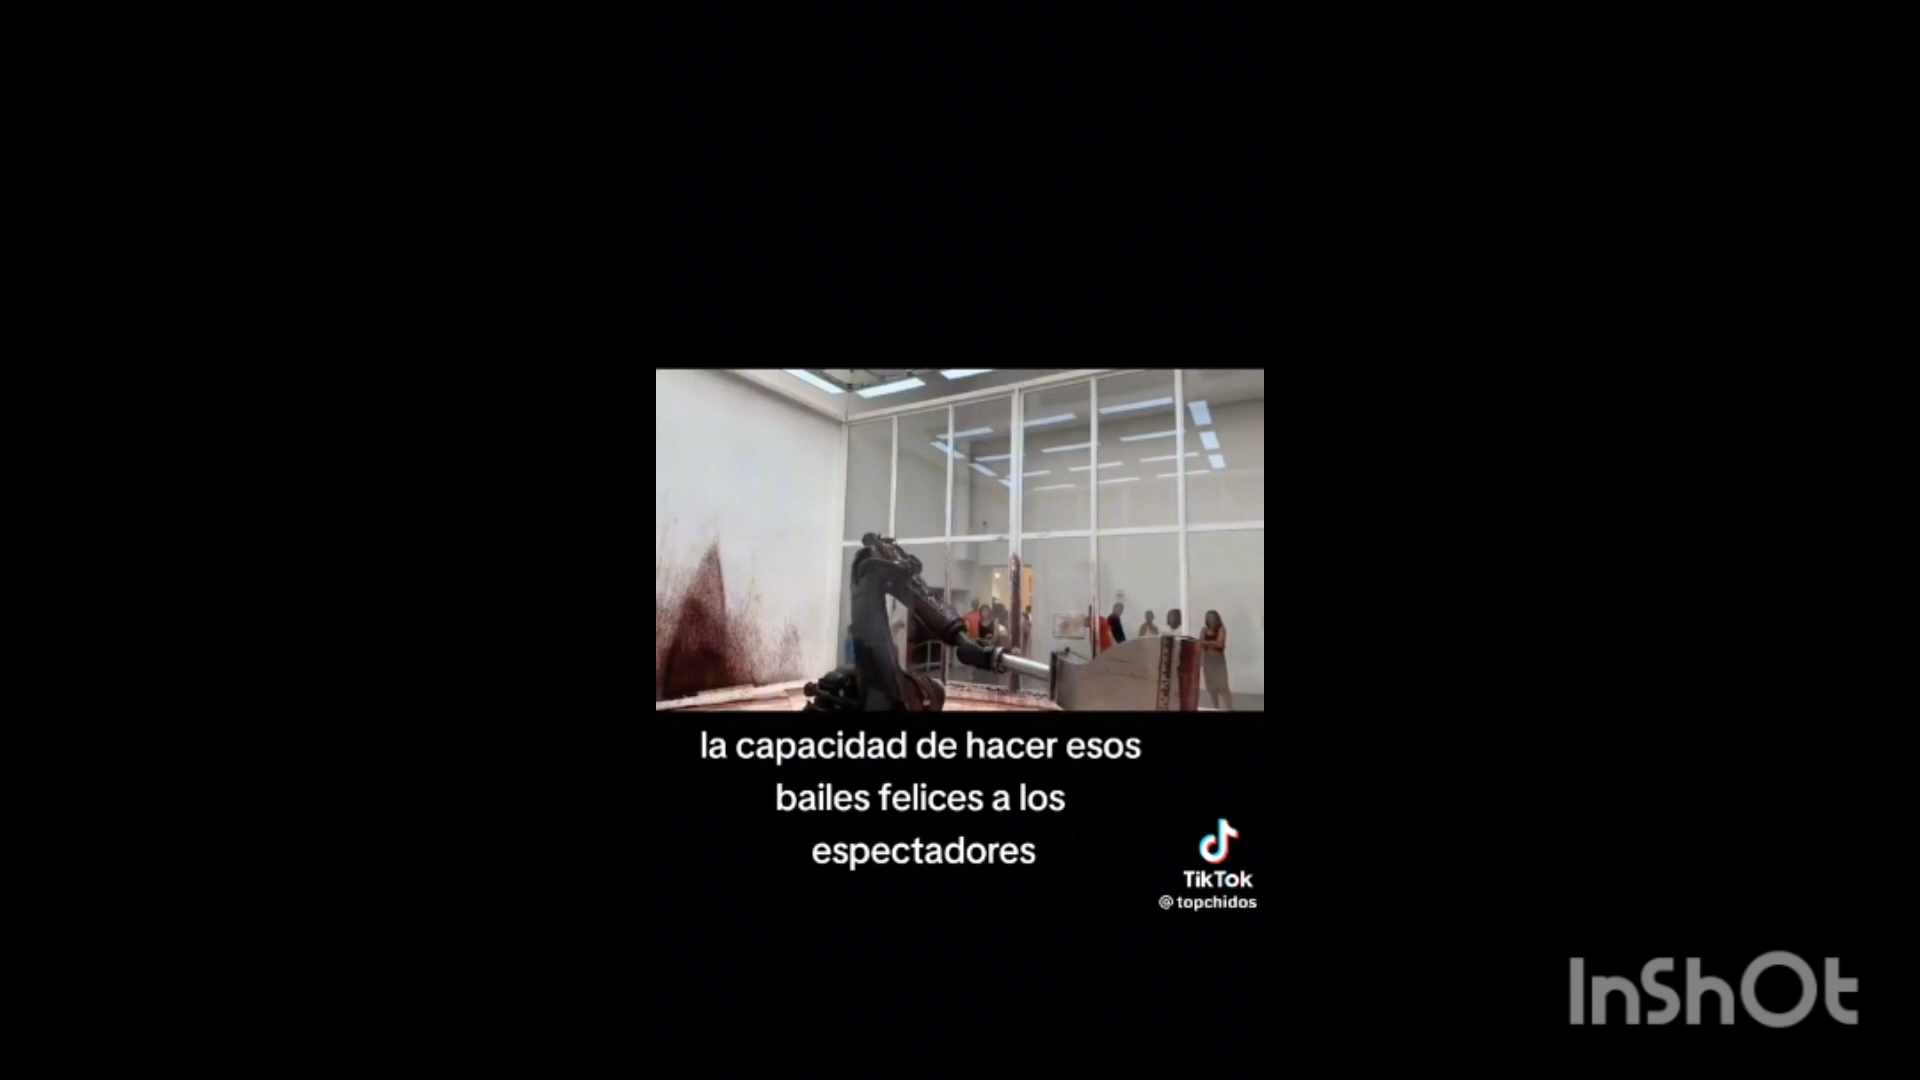 la capacidad de hacer esos
bailes felices a los
espectadores
TikTok
@topchidos
InShOt